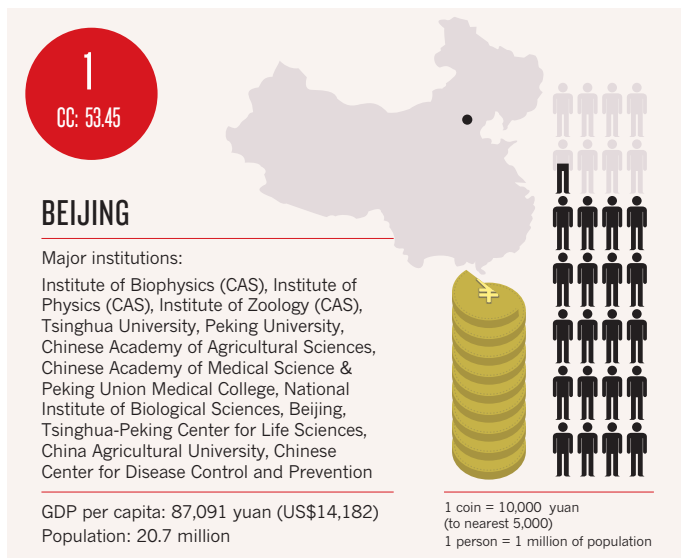 1
CC: 53.45
BEIJING
Major institutions:
Institute of Biophysics (CAS), Institute of
Physics (CAS), Institute of Zoology (CAS),
Tsinghua University, Peking University,
Chinese Academy of Agricultural Sciences,
Chinese Academy of Medical Science &
Peking Union Medical College, National
Institute of Biological Sciences, Beijing,
Tsinghua-Peking Center for Life Sciences,
China Agricultural University, Chinese
Center for Disease Control and Prevention
GDP per capita: 87,091 yuan (US$14,182)
Population: 20.7 million
¥
1 coin = 10,000 yuan
(to nearest 5,000)
1 person = 1 million of population